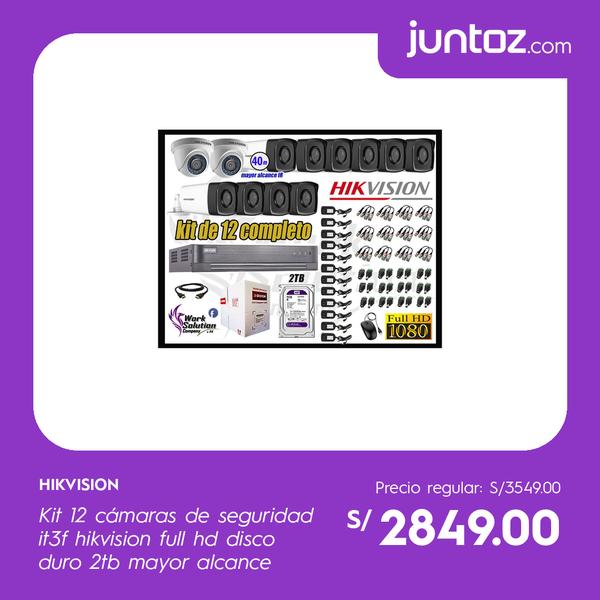 juntoz.com
40m
mayor alcance IR
HIKVISION
kit de 12 completo
2TB
Work
Solution
Company
Full HD
1080
HIKVISION
Precio regular: S/3549.00
Kit 12 cámaras de seguridad
it3f hikvision full hd disco
duro 2tb mayor alcance
S/ 2849.00